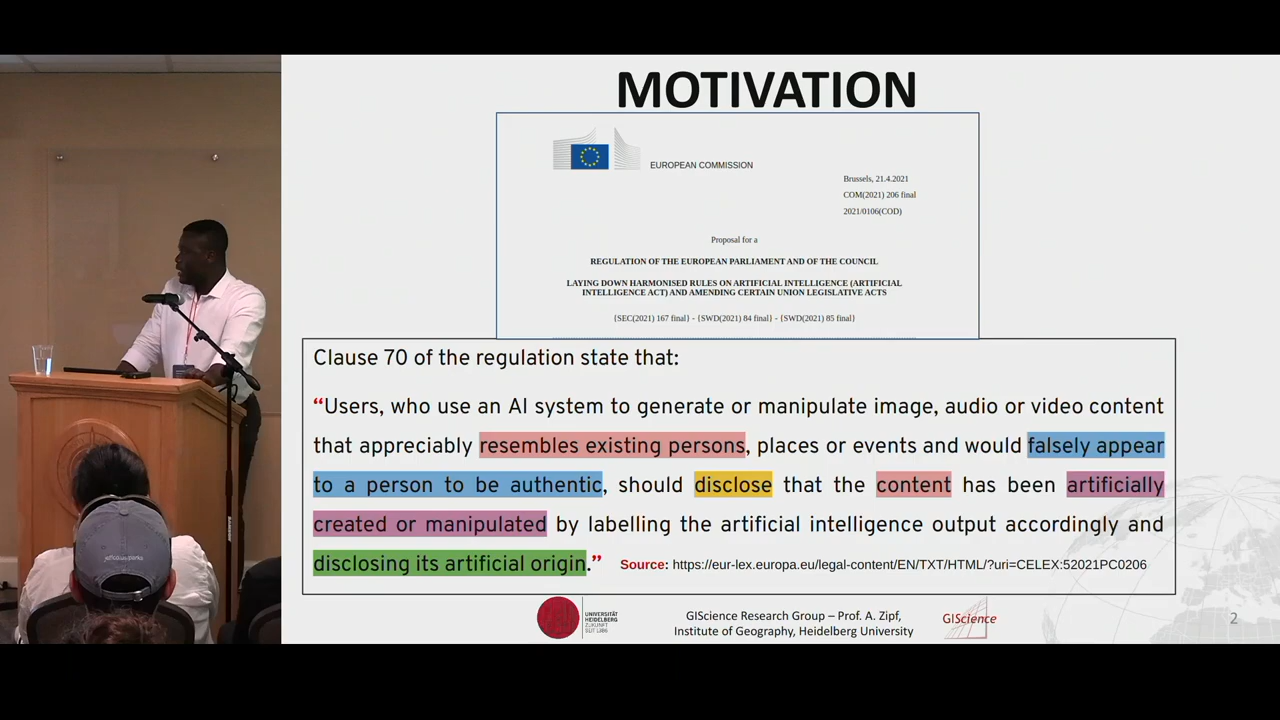 MOTIVATION
EUROPEAN COMMISSION
Brussels, 21.4.2021
COM(2021) 206 final
2021/0106(COD)
Proposal for a
REGULATION OF THE EUROPEAN PARLIAMENT AND OF THE COUNCIL
LAYING DOWN HARMONISED RULES ON ARTIFICIAL INTELLIGENCE (ARTIFICIAL
INTELLIGENCE ACT) AND AMENDING CERTAIN UNION LEGISLATIVE ACTS
{SEC(2021) 167 final} - {SWD(2021) 84 final} - {SWD(2021) 85 final}
Clause 70 of the regulation state that:
“Users, who use an AI system to generate or manipulate image, audio or video content
that appreciably resembles existing persons, places or events and would falsely appear
to a person to be authentic, should disclose that the content has been artificially
created or manipulated by labelling the artificial intelligence output accordingly and
disclosing its artificial origin.” Source: https://eur-lex.europa.eu/legal-content/EN/TXT/HTML/?uri=CELEX:52021PC0206
UNIVERSITÄT
HEIDELBERG
ZUKUNFT
SEIT 1386
GIScience Research Group – Prof. A. Zipf,
Institute of Geography, Heidelberg University
GIScience
2